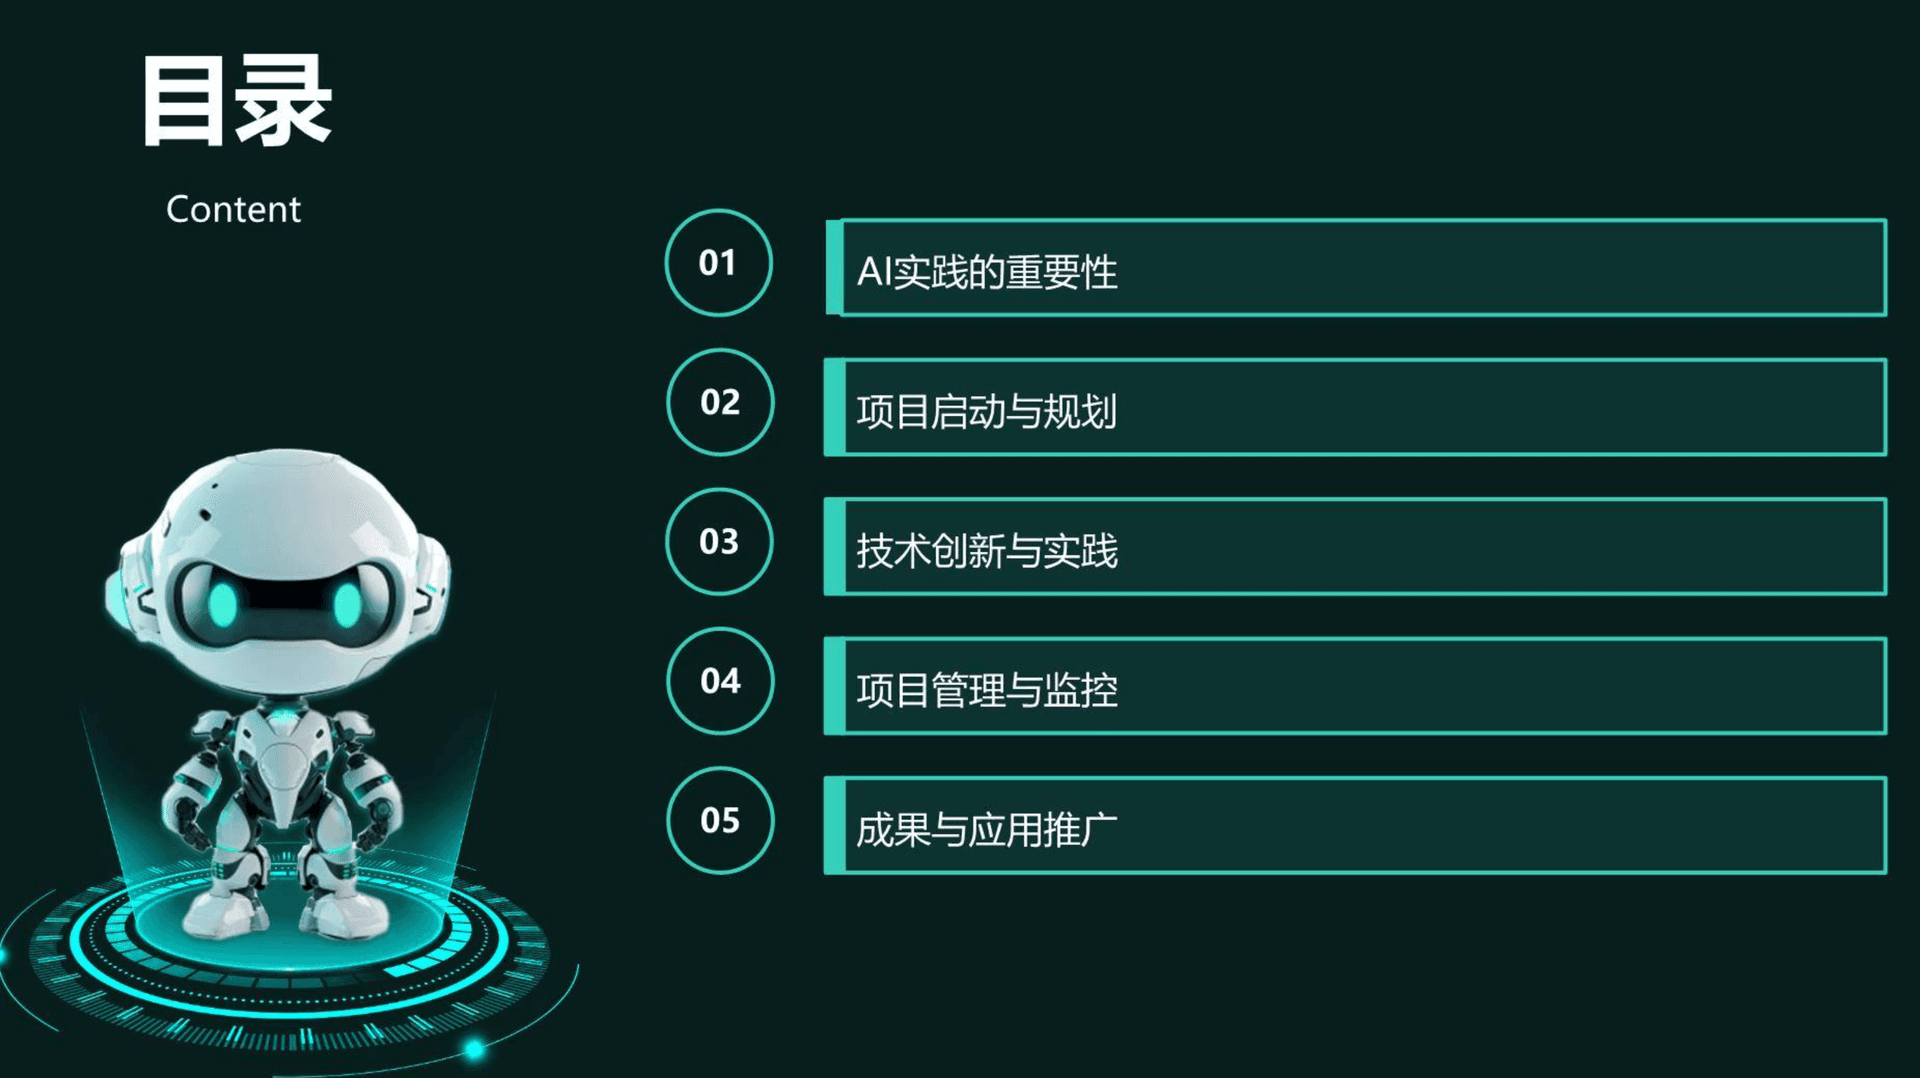 目录
Content
01
AI实践的重要性
02
项目启动与规划
03
技术创新与实践
04
项目管理与监控
05
成果与应用推广